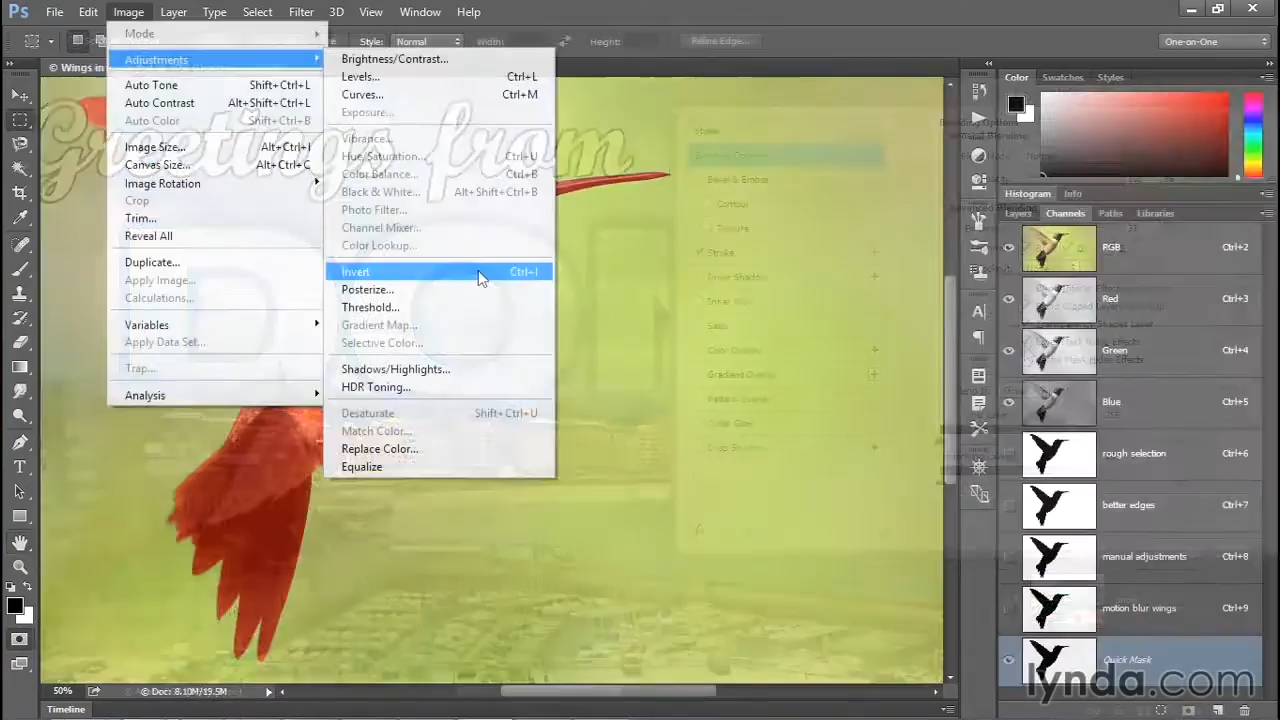 Ps File Edit Image Layer Type Select Filter 3D View Window Help
Style: Normal Width: Height: Refine Edge... One-on-One
© Wings in
Mode
Adjustments
Auto Tone Shift+Ctrl+L
Auto Contrast Alt+Shift+Ctrl+L
Auto Color Shift+Ctrl+B
Image Size... Alt+Ctrl+I
Canvas Size... Alt+Ctrl+C
Image Rotation
Crop
Trim...
Reveal All
Duplicate...
Apply Image...
Calculations...
Variables
Apply Data Set...
Trap...
Analysis
Brightness/Contrast...
Levels... Ctrl+L
Curves... Ctrl+M
Exposure...
Vibrance...
Hue/Saturation... Ctrl+U
Color Balance... Ctrl+B
Black & White... Alt+Shift+Ctrl+B
Photo Filter...
Channel Mixer...
Color Lookup...
Invert Ctrl+I
Posterize...
Threshold...
Gradient Map...
Selective Color...
Shadows/Highlights...
HDR Toning...
Desaturate Shift+Ctrl+U
Match Color...
Replace Color...
Equalize
Greetings from
Styles
Bevel & Emboss
Contour
Texture
Stroke
Inner Shadow
Satin
Color Overlay
Gradient Overlay
Pattern Overlay
Outer Glow
Drop Shadow
Color Swatches Styles
Histogram Info
Layers Channels Paths Libraries
RGB Ctrl+2
Red Ctrl+3
Green Ctrl+4
Blue Ctrl+5
rough selection Ctrl+6
better edges Ctrl+7
manual adjustments Ctrl+8
motion blur wings Ctrl+9
Quick Mask
lynda.com
50% Doc: 8.10M/19.5M
Timeline